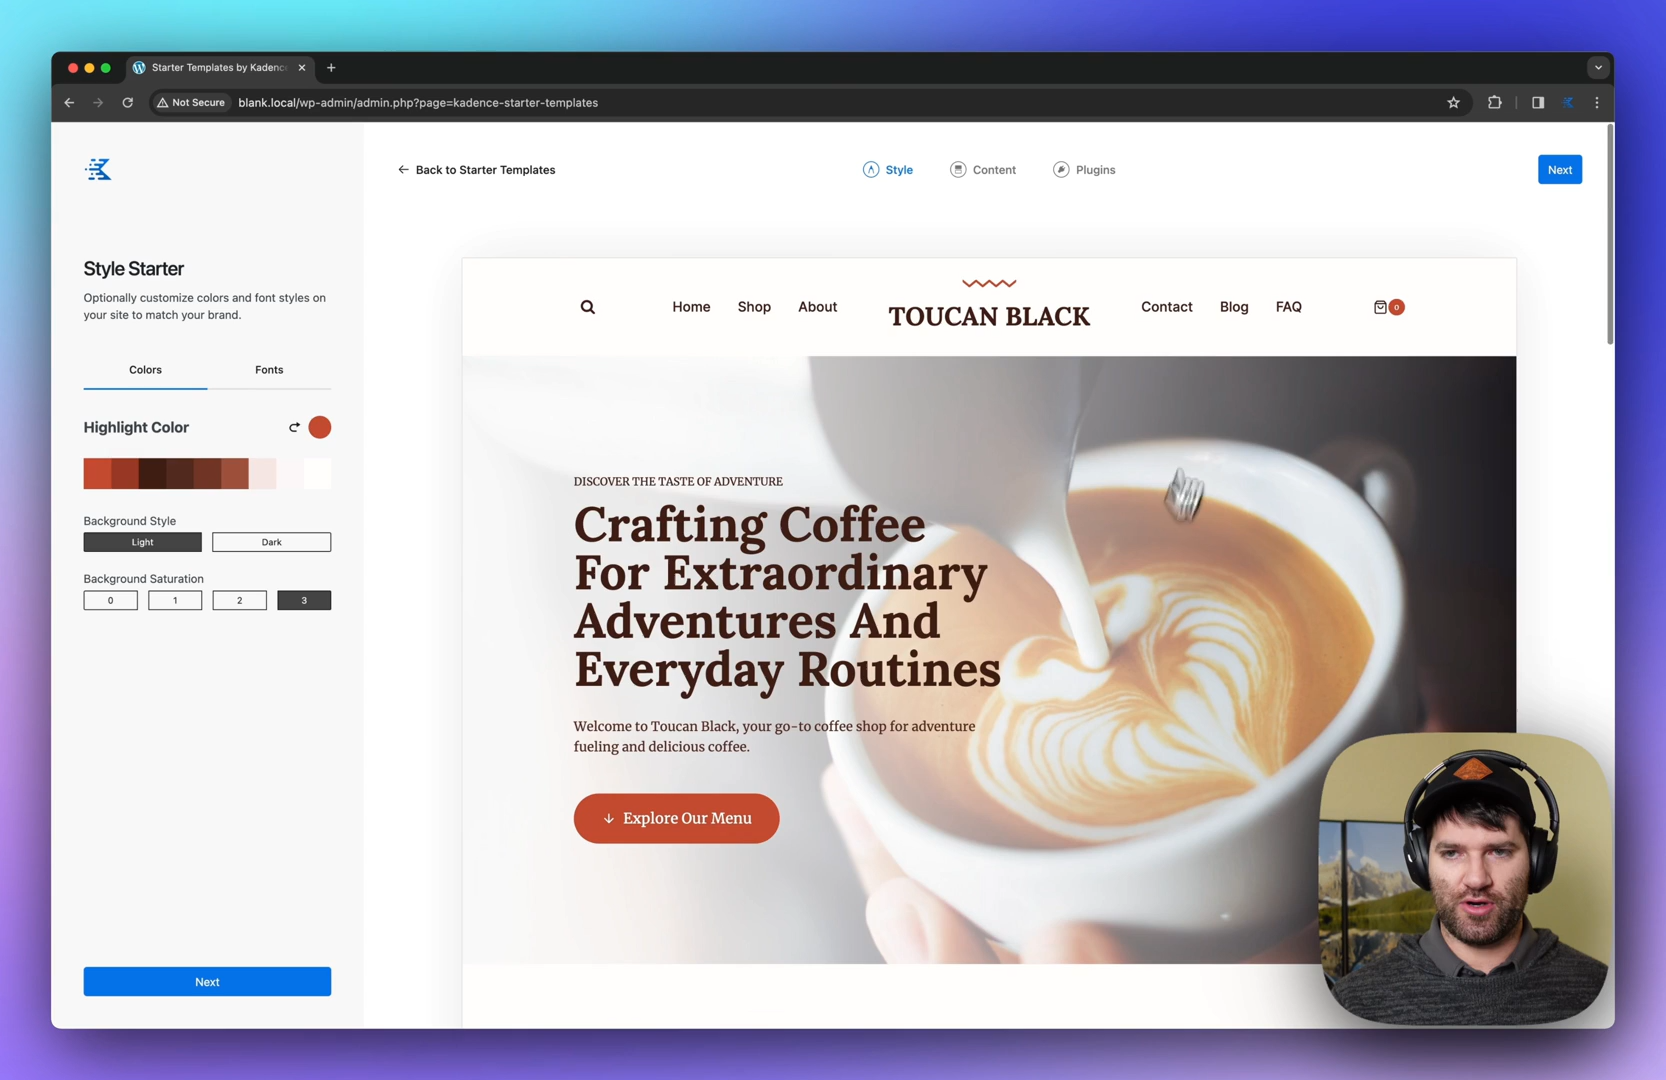 Starter Templates by Kadenc
Not Secure
blank.local/wp-admin/admin.php?page=kadence-starter-templates
Back to Starter Templates
Style
Content
Plugins
Next
Style Starter
Optionally customize colors and font styles on
your site to match your brand.
Colors
Fonts
Highlight Color
Background Style
Light
Dark
Background Saturation
0
1
2
3
Next
Home
Shop
About
TOUCAN BLACK
Contact
Blog
FAQ
0
DISCOVER THE TASTE OF ADVENTURE
Crafting Coffee
For Extraordinary
Adventures And
Everyday Routines
Welcome to Toucan Black, your go-to coffee shop for adventure
fueling and delicious coffee.
Explore Our Menu